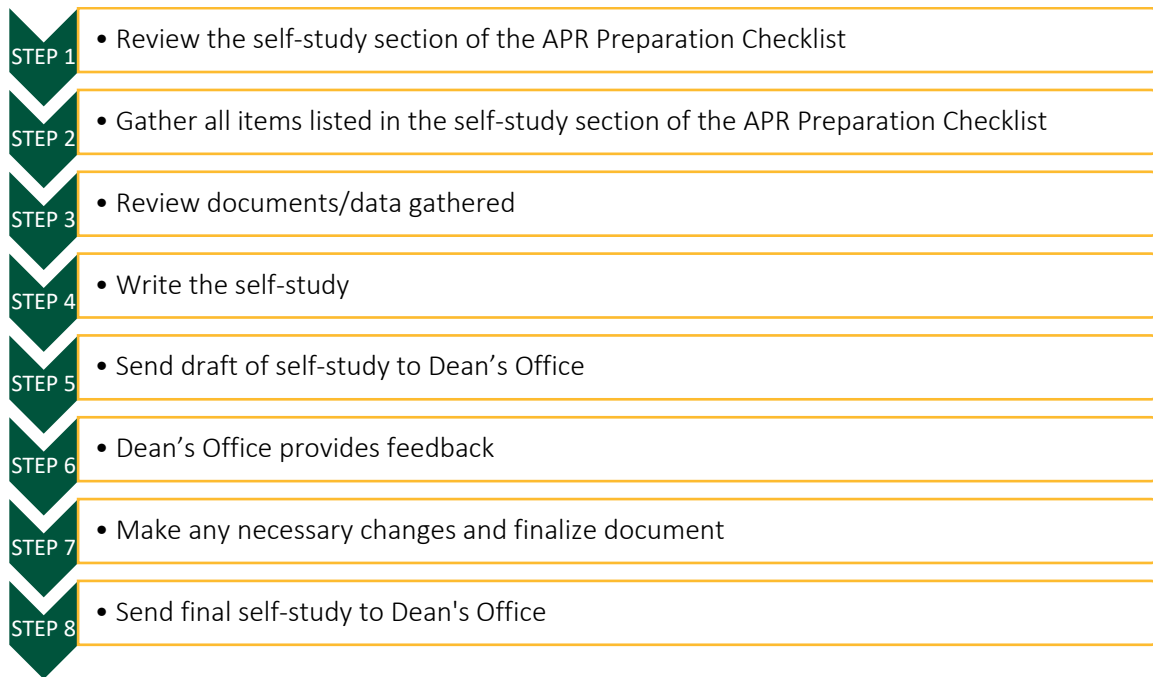 STEP 1
• Review the self-study section of the APR Preparation Checklist
STEP 2
• Gather all items listed in the self-study section of the APR Preparation Checklist
STEP 3
• Review documents/data gathered
STEP 4
• Write the self-study
STEP 5
• Send draft of self-study to Dean’s Office
STEP 6
• Dean’s Office provides feedback
STEP 7
• Make any necessary changes and finalize document
STEP 8
• Send final self-study to Dean's Office